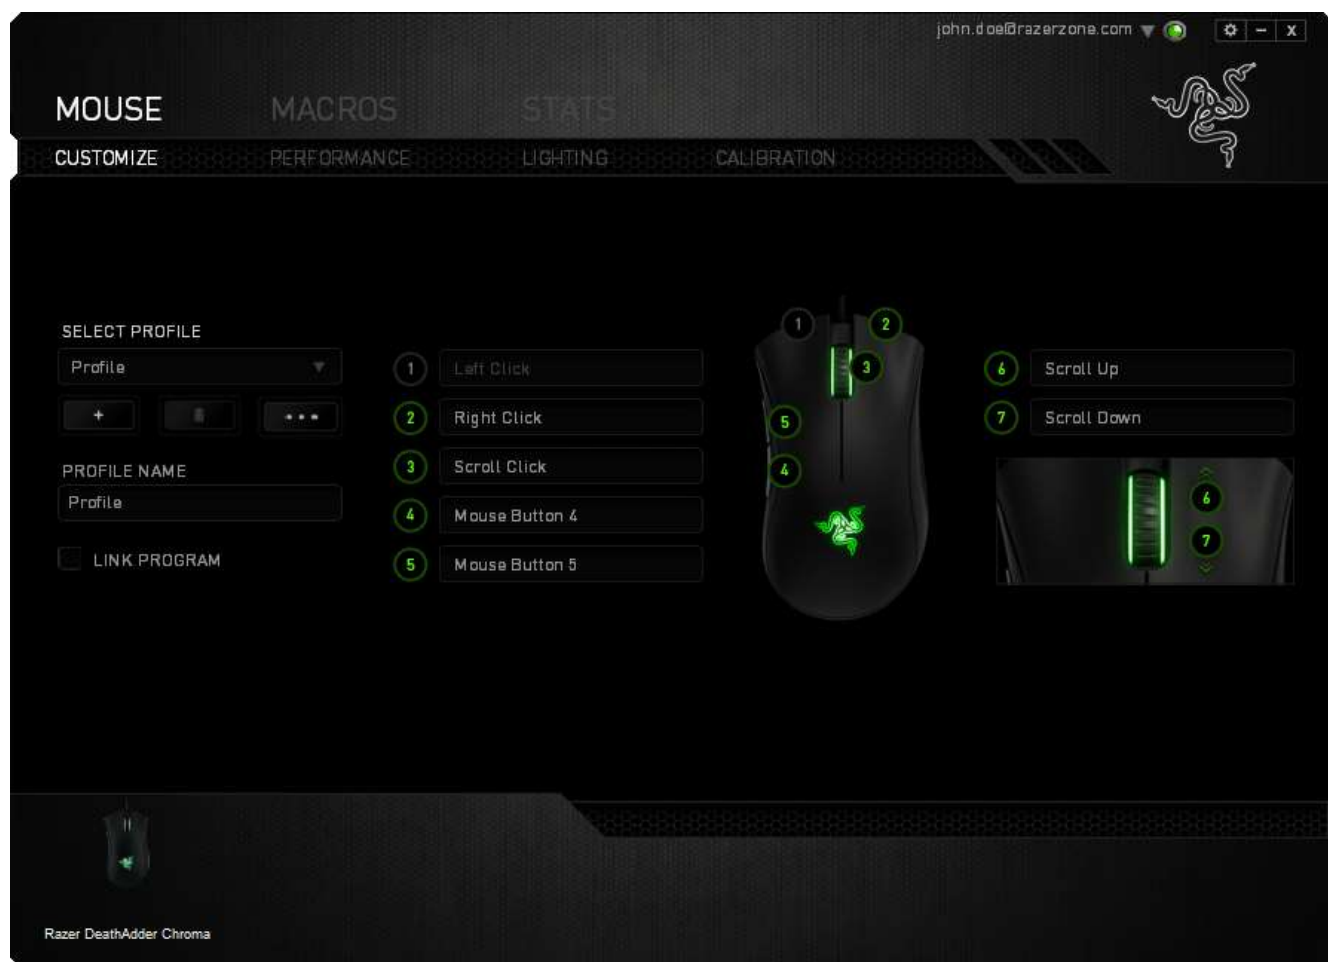 john.doe@razerzone.com
MOUSE MACROS STATS
CUSTOMIZE PERFORMANCE LIGHTING CALIBRATION
SELECT PROFILE
Profile
+ ...
PROFILE NAME
Profile
LINK PROGRAM
1 Left Click
2 Right Click
3 Scroll Click
4 Mouse Button 4
5 Mouse Button 5
1 2
3
5
4
6 Scroll Up
7 Scroll Down
6
7
Razer DeathAdder Chroma